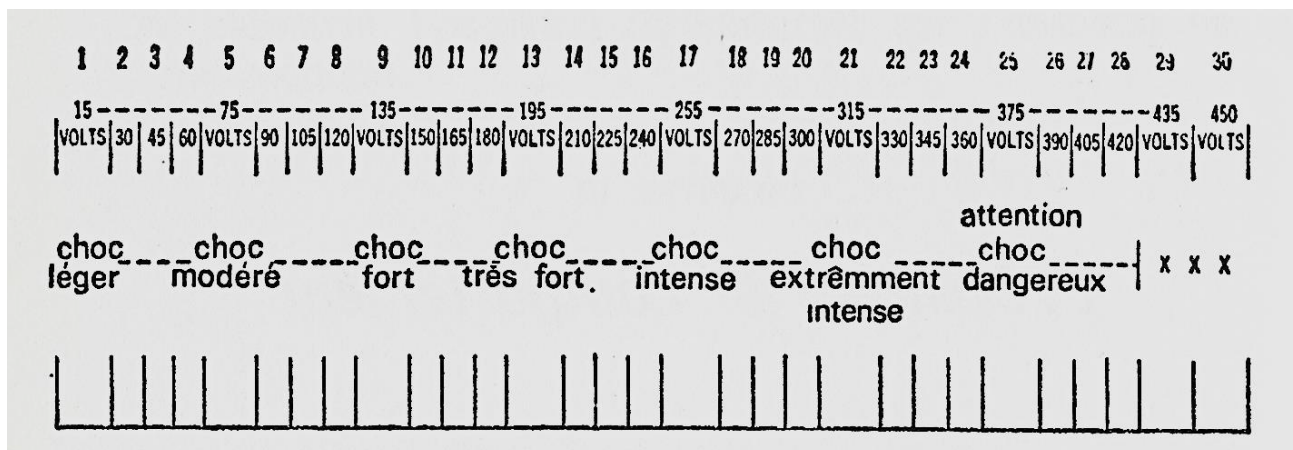 1 2 3 4 5 6 7 8 9 10 11 12 13 14 15 16 17 18 19 20 21 22 23 24 25 26 27 28 29 30
15 75 135 195 255 315 375 435 450
VOLTS 30 45 60 VOLTS 90 105 120 VOLTS 150 165 180 VOLTS 210 225 240 VOLTS 270 285 300 VOLTS 330 345 360 VOLTS 390 405 420 VOLTS VOLTS
attention
choc choc choc choc choc choc choc X X X
léger modéré fort très fort. intense extrêmment dangereux
intense